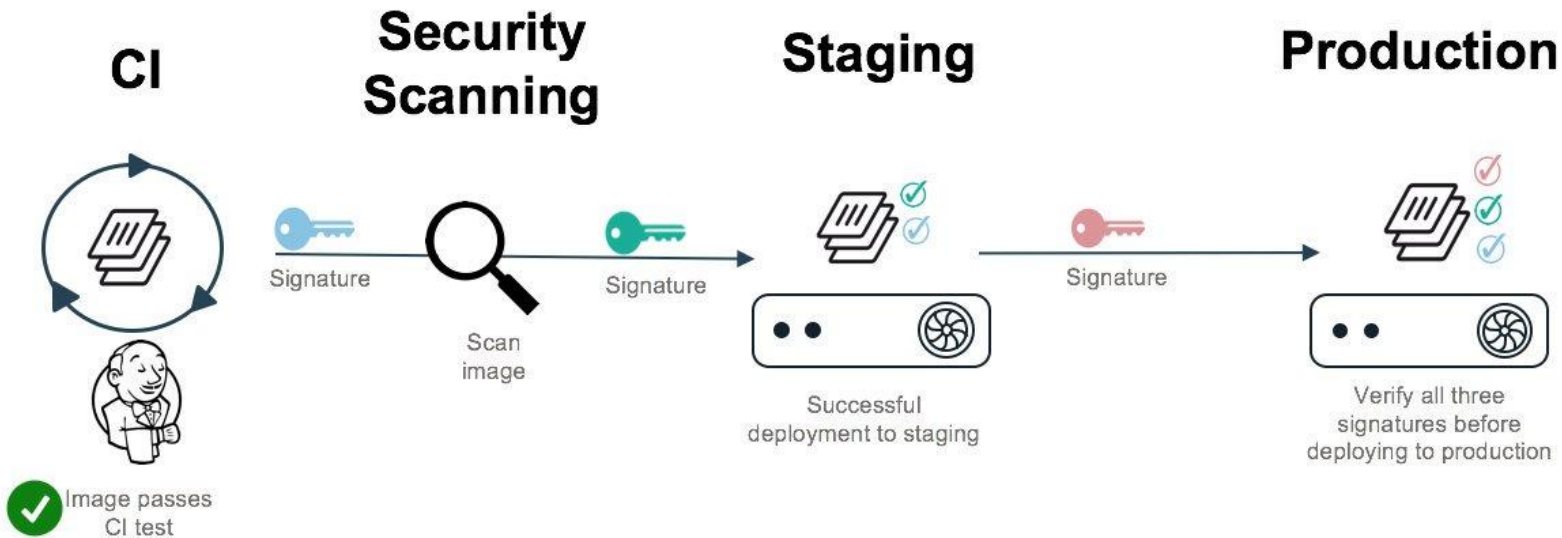 CI
Security
Scanning
Staging
Production
Signature
Scan
image
Signature
Signature
Successful
deployment to staging
Verify all three
signatures before
deploying to production
Image passes
CI test